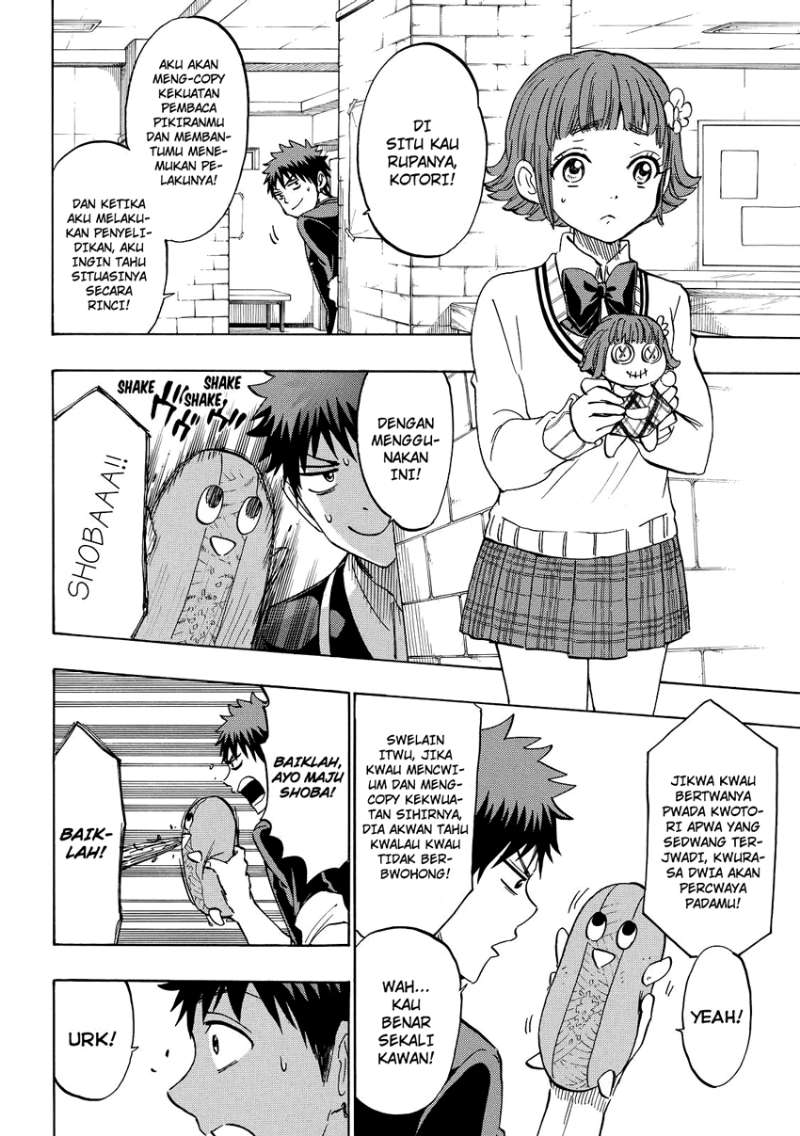 DI
SITU KAU
RUPANYA,
KOTORI!
AKU AKAN
MENG-COPY
KEKUATAN
PEMBACA
PIKIRANMU
DAN MEMBAN-
TUMU MENE-
MUKAN PE-
LAKUNYA!
DAN KETIKA
AKU MELAKU-
KAN PENYELI-
DIKAN, AKU
INGIN TAHU
SITUASINYA
SECARA
RINCI!
DENGAN
MENGGU-
NAKAN
INI!
SHAKE
SHAKE
SHAKE
ブブ
SHOBAAA!!
JIKWA KWAU
BERTWANYA
PWADA KWOTO-
RI APWA YANG
SEDWANG TER-
JWADI, KWURA-
SA DWIA AKAN
PERCWAYA
PADAMU!
YEAH!
SWELAIN
ITWU, JIKA
KWAU MENCWI-
UM DAN MENG-
COPY KEKWUA-
TAN SIHIRNYA,
DIA AKWAN TAHU
KWALAU KWAU
TIDAK BER-
BWOHONG!
WAH...
KAU
BENAR
SEKALI
KAWAN!
BAIKLAH,
AYO MAJU
SHOBA!
BAIK-
LAH!
URK!